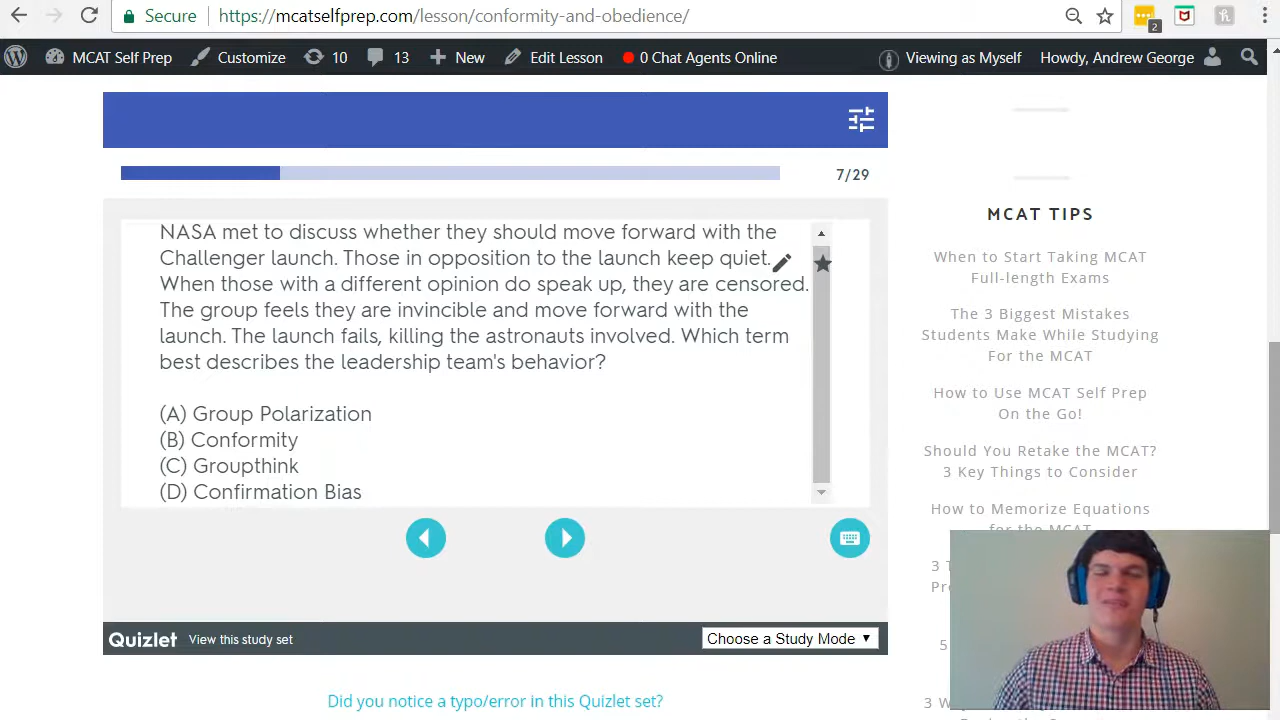 Secure
https://mcatselfprep.com/lesson/conformity-and-obedience/
2
MCAT Self Prep
Customize
10
13
New
Edit Lesson
0 Chat Agents Online
Viewing as Myself
Howdy, Andrew George
7/29
NASA met to discuss whether they should move forward with the
Challenger launch. Those in opposition to the launch keep quiet.
When those with a different opinion do speak up, they are censored.
The group feels they are invincible and move forward with the
launch. The launch fails, killing the astronauts involved. Which term
best describes the leadership team's behavior?
(A) Group Polarization
(B) Conformity
(C) Groupthink
(D) Confirmation Bias
Quizlet
View this study set
Choose a Study Mode
Did you notice a typo/error in this Quizlet set?
MCAT TIPS
When to Start Taking MCAT
Full-length Exams
The 3 Biggest Mistakes
Students Make While Studying
For the MCAT
How to Use MCAT Self Prep
On the Go!
Should You Retake the MCAT?
3 Key Things to Consider
How to Memorize Equations
for the MCAT
3
5
3